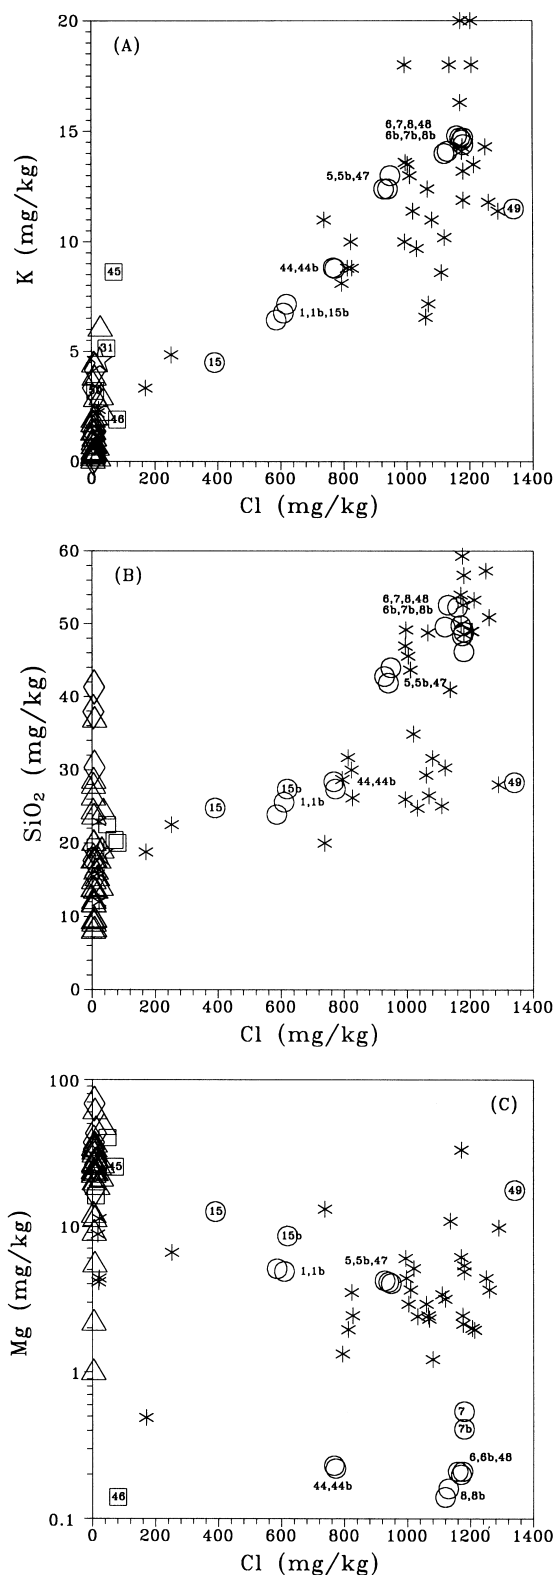 (A)
K (mg/kg)
20
15
10
5
0
6,7,8,48
6b,7b,8b
5,5b,47
49
45
44,44b
31
1,1b,15b
15
46
0 200 400 600 800 1000 1200 1400
Cl (mg/kg)
(B)
SiO2 (mg/kg)
60
50
40
30
20
10
0
6,7,8,48
6b,7b,8b
5,5b,47
44,44b
49
15b
15
1,1b
0 200 400 600 800 1000 1200 1400
Cl (mg/kg)
(C)
Mg (mg/kg)
100
10
1
0.1
45
49
15
15b
5,5b,47
1,1b
7
7b
6,6b,48
44,44b
8,8b
46
0 200 400 600 800 1000 1200 1400
Cl (mg/kg)